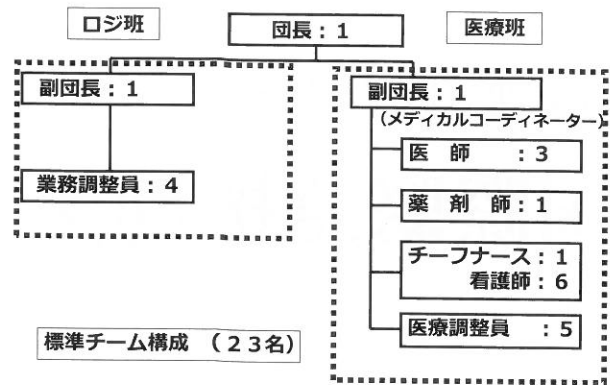 ロジ班
団長：1
医療班
副団長：1
業務調整員：4
副団長：1
（メディカルコーディネーター）
医　師　　：3
薬　剤　師：1
チーフナース：1
看護師：6
医療調整員　：5
標準チーム構成　（２３名）